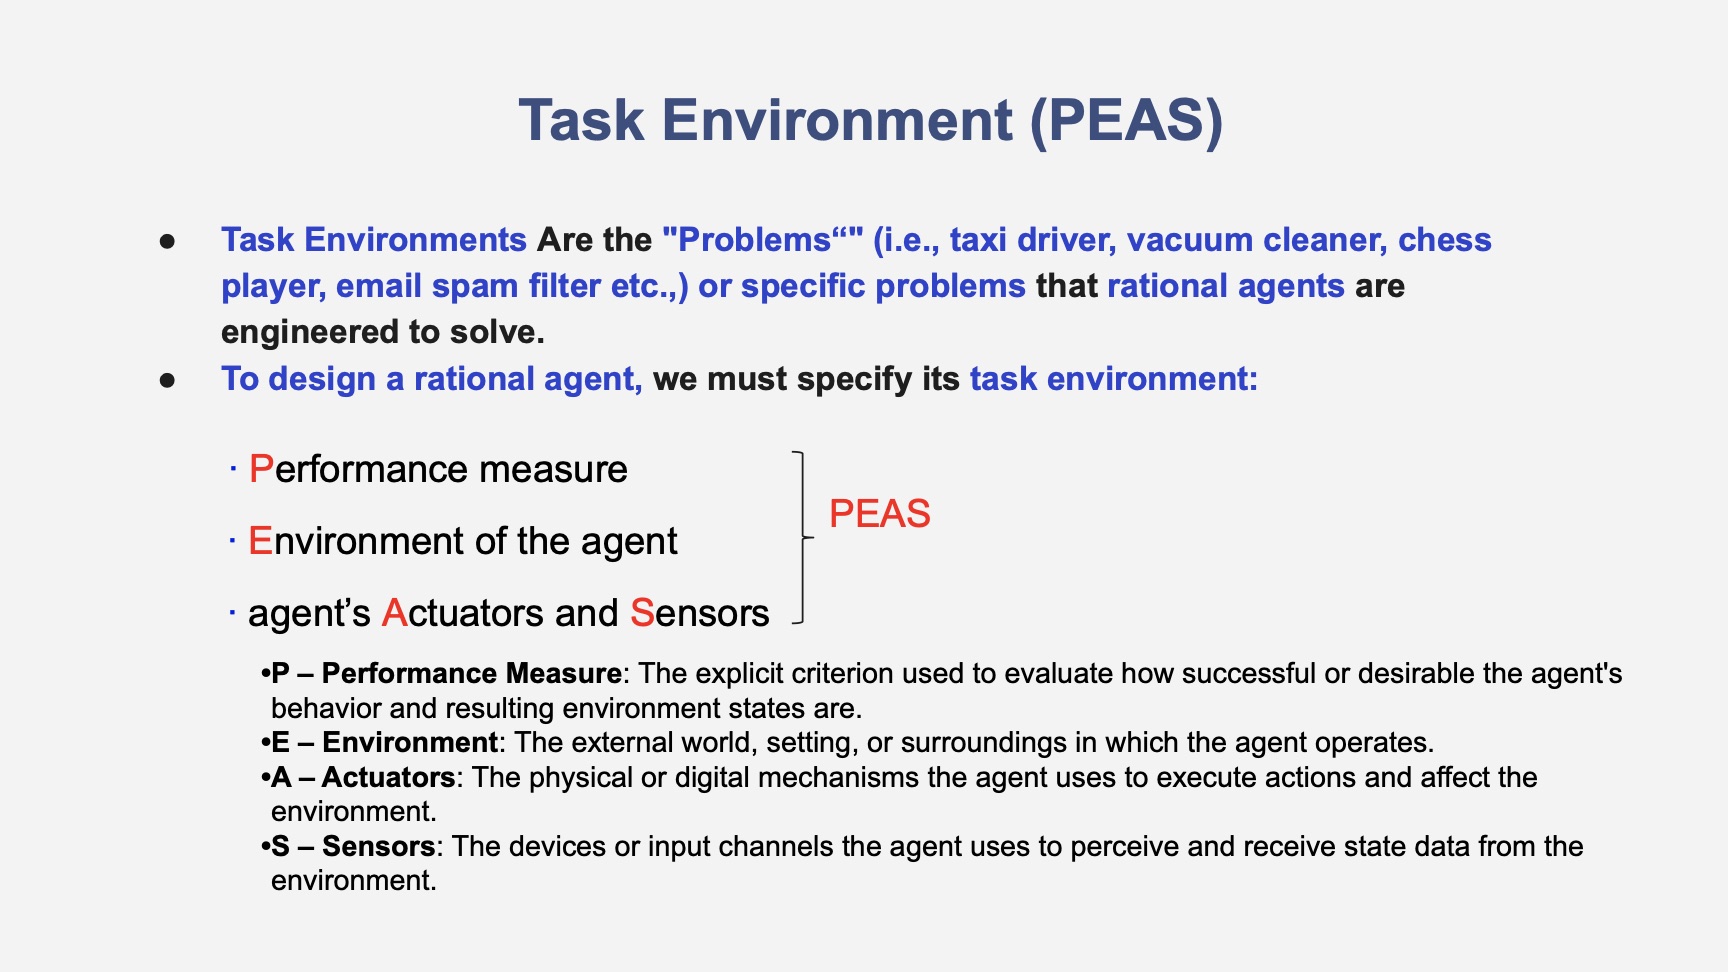 Task Environment (PEAS)
● Task Environments Are the "Problems“" (i.e., taxi driver, vacuum cleaner, chess
player, email spam filter etc.,) or specific problems that rational agents are
engineered to solve.
● To design a rational agent, we must specify its task environment:
· Performance measure
PEAS
· Environment of the agent
· agent’s Actuators and Sensors
•P – Performance Measure: The explicit criterion used to evaluate how successful or desirable the agent's
behavior and resulting environment states are.
•E – Environment: The external world, setting, or surroundings in which the agent operates.
•A – Actuators: The physical or digital mechanisms the agent uses to execute actions and affect the
environment.
•S – Sensors: The devices or input channels the agent uses to perceive and receive state data from the
environment.